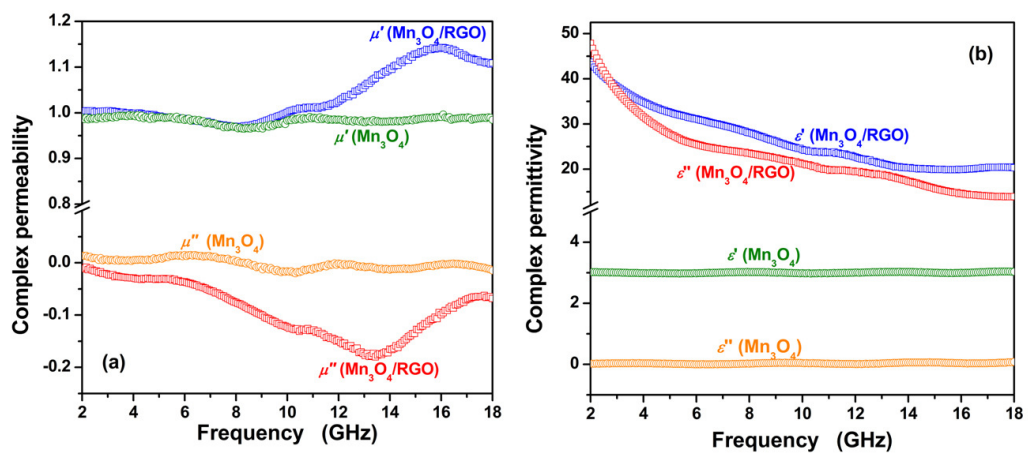 1.2
1.1
1.0
0.9
0.8
0.0
-0.1
-0.2
Complex permeability
μ′ (Mn₃O₄/RGO)
μ′ (Mn₃O₄)
μ″ (Mn₃O₄)
μ″ (Mn₃O₄/RGO)
(a)
2 4 6 8 10 12 14 16 18
Frequency (GHz)
50
40
30
20
4
2
0
Complex permittivity
(b)
ε' (Mn₃O₄/RGO)
ε" (Mn₃O₄/RGO)
ε' (Mn₃O₄)
ε" (Mn₃O₄)
2 4 6 8 10 12 14 16 18
Frequency (GHz)